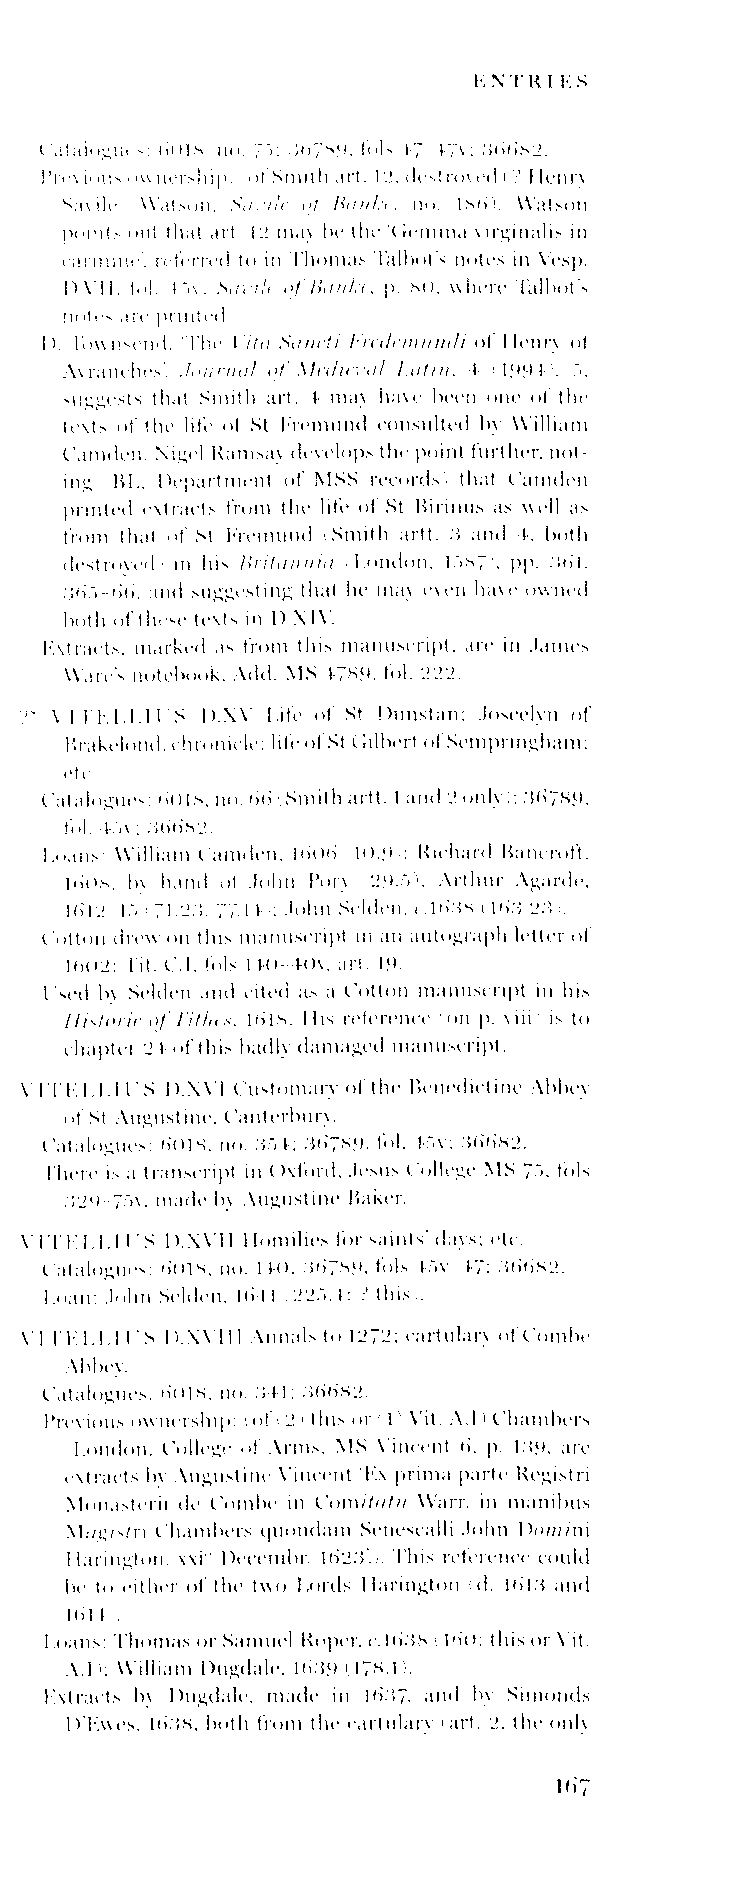 ENTRIES
Catalogues: 6018, no. 75; 36789, fols 47–47v; 36682.
Previous ownership: (of Smith art. 12, destroyed) ? Henry
Savile (Watson, Savile of Banke, no. 186). Watson
points out that art. 12 may be the 'Gemma virginalis in
carmine', referred to in Thomas Talbot's notes in Vesp.
D.VII, fol. 45v, Savile of Banke, p. 80, where Talbot's
notes are printed.
D. Townsend, 'The Vita Sancti Fredemundi of Henry of
Avranches', Journal of Medieval Latin, 4 (1994), 5,
suggests that Smith art. 4 may have been one of the
texts of the life of St Fremund consulted by William
Camden. Nigel Ramsay develops the point further, not-
ing (BL, Department of MSS records) that Camden
printed extracts from the life of St Birinus as well as
from that of St Fremund (Smith artt. 3 and 4, both
destroyed) in his Britannia (London, 1587), pp. 361,
365–66, and suggesting that he may even have owned
both of these texts in D.XIV.
Extracts, marked as from this manuscript, are in James
Ware's notebook, Add. MS 4789, fol. 222.
VITELLIUS D.XV Life of St Dunstan; Joscelyn of
Brakelond, chronicle; life of St Gilbert of Sempringham;
etc.
Catalogues: 6018, no. 66 (Smith artt. 1 and 2 only); 36789,
fol. 45v; 36682.
Loans: William Camden, 1606 (10.9); Richard Bancroft,
1608, by hand of John Pory (29.5); Arthur Agarde,
1612–15 (71.23, 77.14); John Selden, c.1638 (163.23).
Cotton drew on this manuscript in an autograph letter of
1602: Tit. C.I, fols 140–40v, art. 19.
Used by Selden and cited as a Cotton manuscript in his
Historie of Tithes, 1618. His reference (on p. viii) is to
chapter 24 of this badly damaged manuscript.
VITELLIUS D.XVI Customary of the Benedictine Abbey
of St Augustine, Canterbury.
Catalogues: 6018, no. 354; 36789, fol. 45v; 36682.
There is a transcript in Oxford, Jesus College MS 75, fols
329–75v, made by Augustine Baker.
VITELLIUS D.XVII Homilies for saints' days; etc.
Catalogues: 6018, no. 140; 36789, fols 45v–47; 36682.
Loan: John Selden, 1641 (225.4: ? this).
VITELLIUS D.XVIII Annals to 1272; cartulary of Combe
Abbey.
Catalogues: 6018, no. 341; 36682.
Previous ownership: (of (2) this or (1) Vit. A.I) Chambers
(London, College of Arms, MS Vincent 6, p. 139, are
extracts by Augustine Vincent 'Ex prima parte Registri
Monasterii de Combe in Comitatu Warr. in manibus
Magistri Chambers quondam Senescalli John Domini
Harington, xxi° Decembr. 1623'). This reference could
be to either of the two Lords Harington (d. 1613 and
1614).
Loans: Thomas or Samuel Roper, c.1638 (160: this or Vit.
A.I); William Dugdale, 1639 (178.1).
Extracts by Dugdale, made in 1637, and by Simonds
D'Ewes, 1638, both from the cartulary (art. 2, the only
167